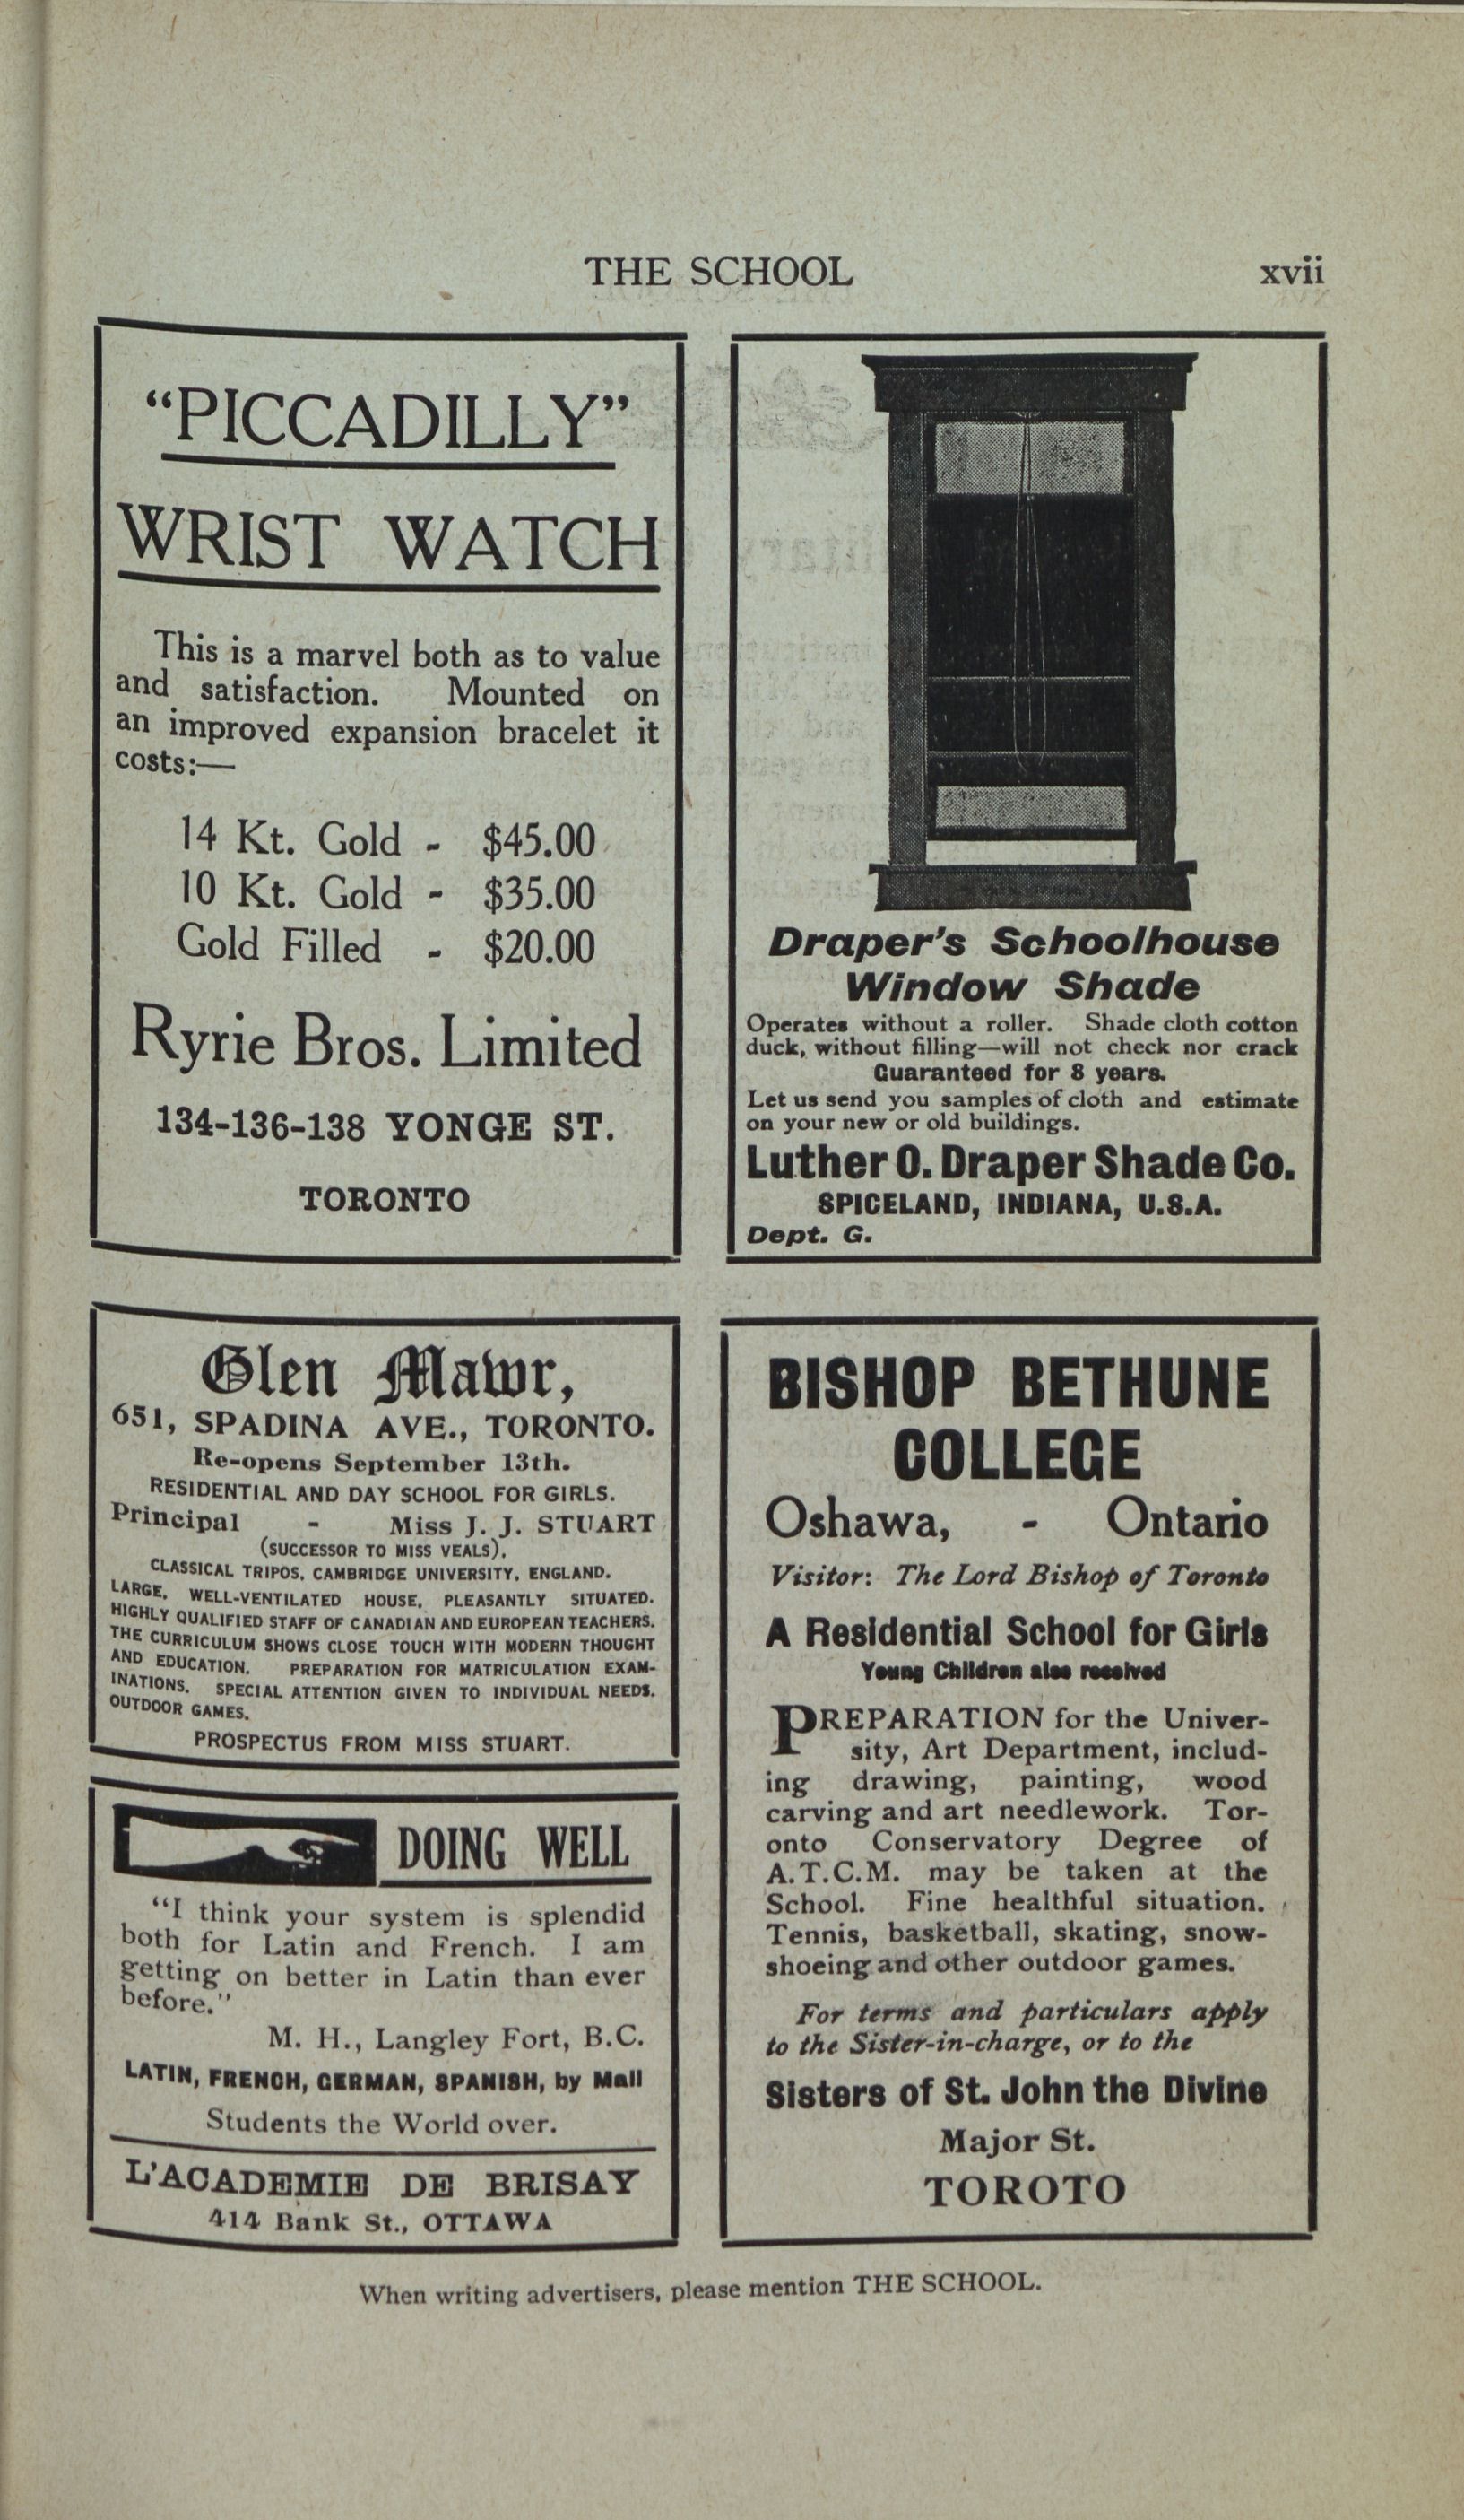 THE SCHOOL xvii
“PICCADILLY”
WRIST WATCH
This is a marvel both as to value
and satisfaction. Mounted on
an improved expansion bracelet it
costs:—
14 Kt. Gold - $45.00
10 Kt. Gold - $35.00
Gold Filled - $20.00
Ryrie Bros. Limited
134-136-138 YONGE ST.
TORONTO
Draper's Schoolhouse
Window Shade
Operates without a roller. Shade cloth cotton
duck, without filling—will not check nor crack
Guaranteed for 8 years.
Let us send you samples of cloth and estimate
on your new or old buildings.
Luther O. Draper Shade Co.
SPICELAND, INDIANA, U.S.A.
Dept. G.
Glen Mawr,
651, SPADINA AVE., TORONTO.
Re-opens September 13th.
RESIDENTIAL AND DAY SCHOOL FOR GIRLS.
Principal - Miss J. J. STUART
(SUCCESSOR TO MISS VEALS).
CLASSICAL TRIPOS, CAMBRIDGE UNIVERSITY, ENGLAND.
LARGE, WELL-VENTILATED HOUSE, PLEASANTLY SITUATED.
HIGHLY QUALIFIED STAFF OF CANADIAN AND EUROPEAN TEACHERS.
THE CURRICULUM SHOWS CLOSE TOUCH WITH MODERN THOUGHT
AND EDUCATION. PREPARATION FOR MATRICULATION EXAM-
INATIONS. SPECIAL ATTENTION GIVEN TO INDIVIDUAL NEEDS.
OUTDOOR GAMES.
PROSPECTUS FROM MISS STUART.
DOING WELL
“I think your system is splendid
both for Latin and French. I am
getting on better in Latin than ever
before.”
M. H., Langley Fort, B.C.
LATIN, FRENCH, GERMAN, SPANISH, by Mail
Students the World over.
L'ACADEMIE DE BRISAY
414 Bank St., OTTAWA
BISHOP BETHUNE
COLLEGE
Oshawa, - Ontario
Visitor: The Lord Bishop of Toronto
A Residential School for Girls
Young Children also received
PREPARATION for the Univer-
sity, Art Department, includ-
ing drawing, painting, wood
carving and art needlework. Tor-
onto Conservatory Degree of
A.T.C.M. may be taken at the
School. Fine healthful situation.
Tennis, basketball, skating, snow-
shoeing and other outdoor games.
For terms and particulars apply
to the Sister-in-charge, or to the
Sisters of St. John the Divine
Major St.
TOROTO
When writing advertisers, please mention THE SCHOOL.